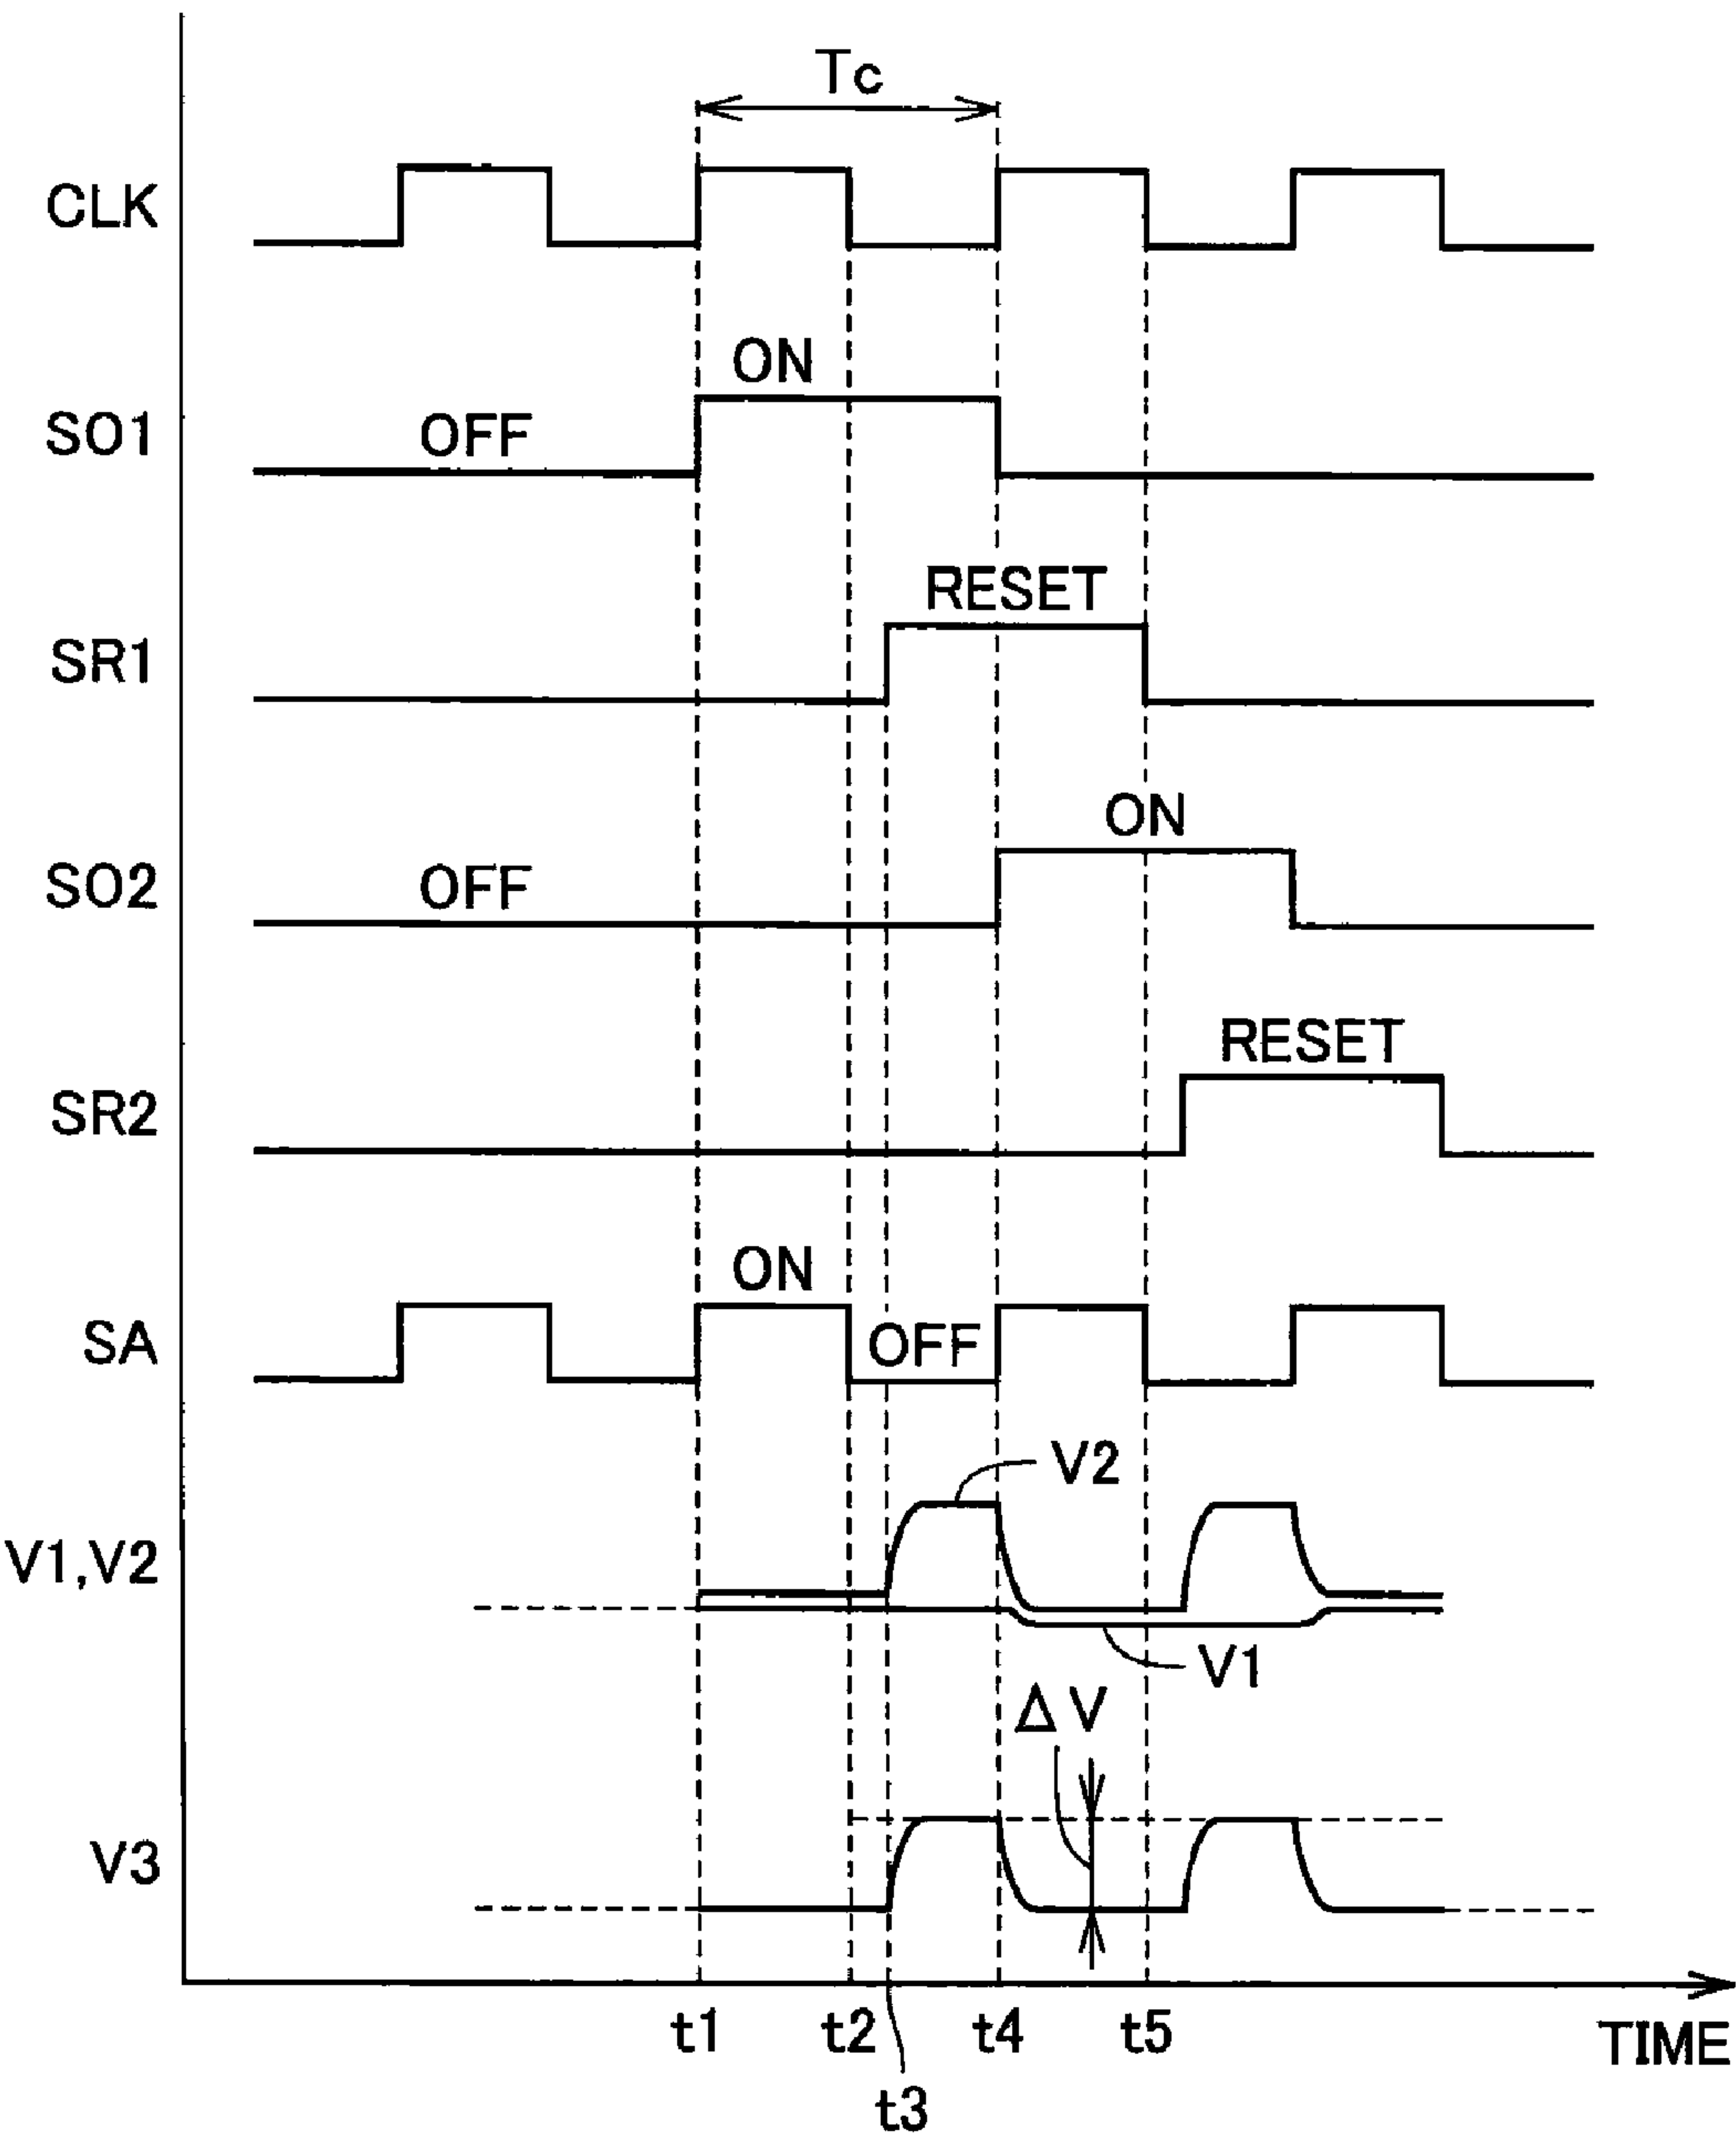 Tc
CLK
ON
SO1 OFF
RESET
SR1
ON
SO2 OFF
RESET
SR2
ON
SA OFF
V2
V1,V2
V1
ΔV
V3
t1 t2 t4 t5 TIME
t3